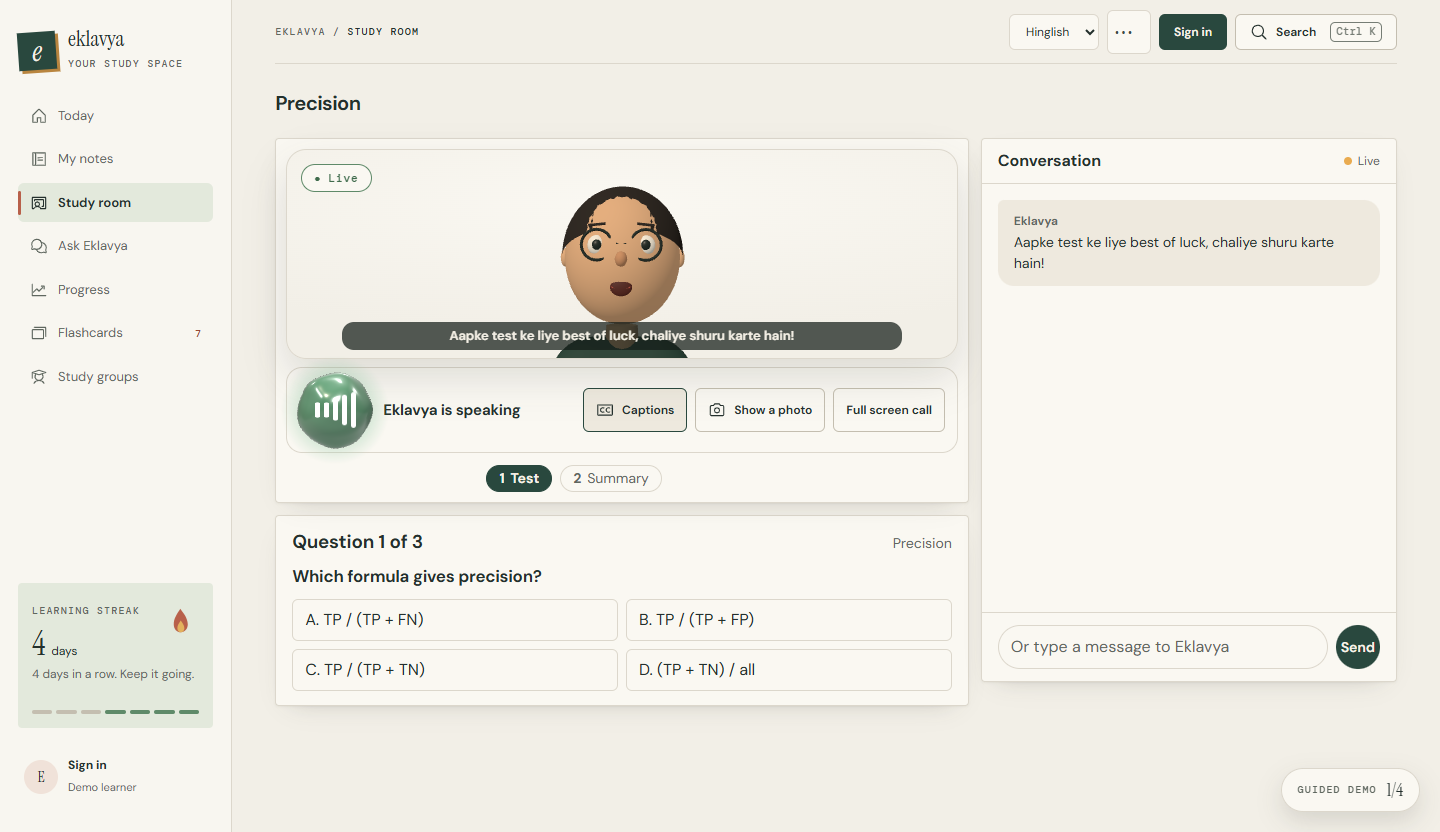 e
eklavya
YOUR STUDY SPACE
Today
My notes
Study room
Ask Eklavya
Progress
Flashcards 7
Study groups
LEARNING STREAK
4 days
4 days in a row. Keep it going.
E
Sign in
Demo learner
EKLAVYA / STUDY ROOM
Hinglish
...
Sign in
Search Ctrl K
Precision
• Live
Aapke test ke liye best of luck, chaliye shuru karte hain!
Eklavya is speaking
CC Captions
Show a photo
Full screen call
1 Test
2 Summary
Question 1 of 3
Precision
Which formula gives precision?
A. TP / (TP + FN)
B. TP / (TP + FP)
C. TP / (TP + TN)
D. (TP + TN) / all
Conversation
Live
Eklavya
Aapke test ke liye best of luck, chaliye shuru karte
hain!
Or type a message to Eklavya
Send
GUIDED DEMO 1/4